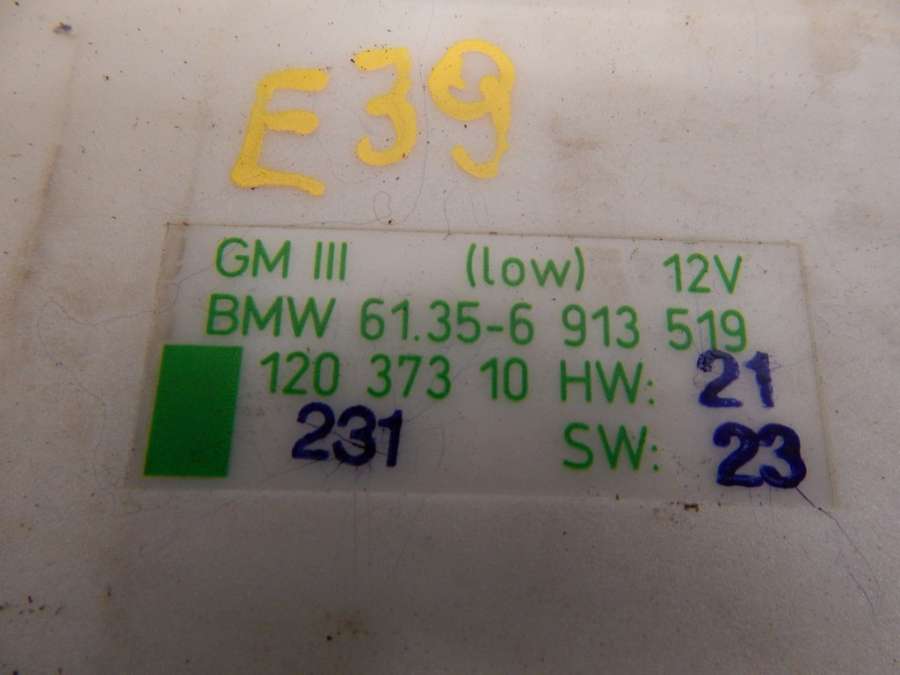 E39
GM III (low) 12V
BMW 61.35-6 913 519
120 373 10 HW: 21
231 SW: 23